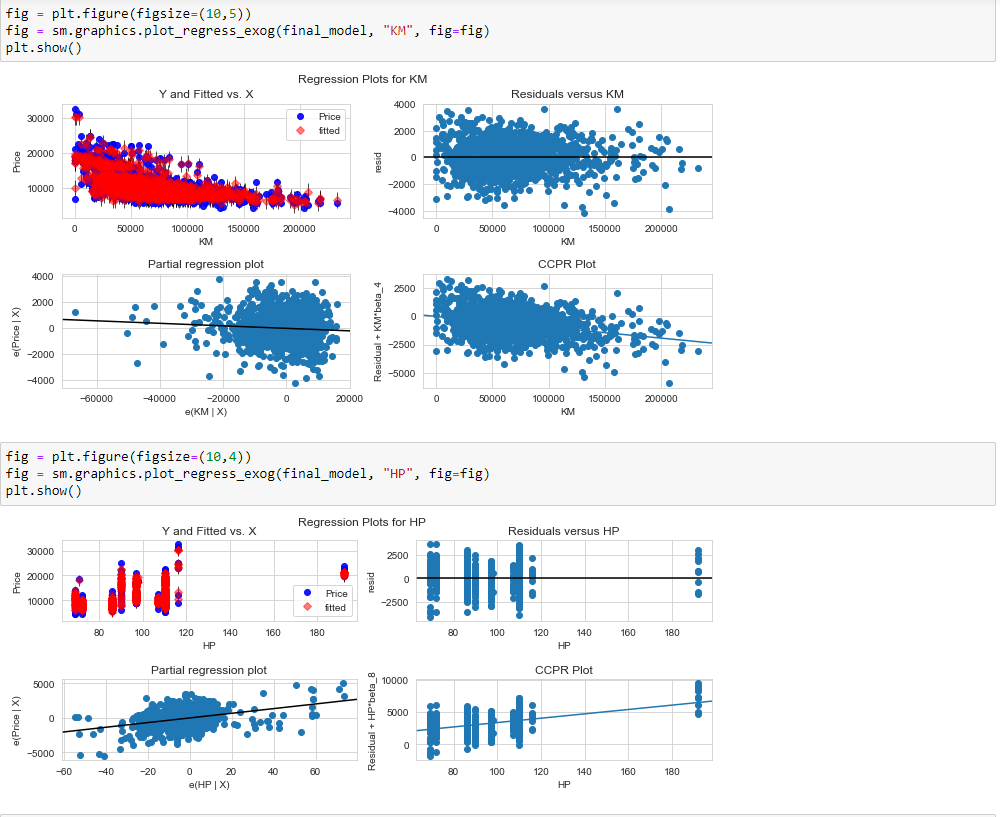 fig = plt.figure(figsize=(10,5))
fig = sm.graphics.plot_regress_exog(final_model, "KM", fig=fig)
plt.show()
Regression Plots for KM
Y and Fitted vs. X
30000
20000
10000
Price
Price
fitted
0 50000 100000 150000 200000
KM
Residuals versus KM
4000
2000
0
−2000
−4000
resid
0 50000 100000 150000 200000
KM
Partial regression plot
4000
2000
0
−2000
−4000
e(Price | X)
−60000 −40000 −20000 0 20000
e(KM | X)
CCPR Plot
2500
0
−2500
−5000
Residual + KM*beta_4
0 50000 100000 150000 200000
KM
fig = plt.figure(figsize=(10,4))
fig = sm.graphics.plot_regress_exog(final_model, "HP", fig=fig)
plt.show()
Regression Plots for HP
Y and Fitted vs. X
30000
20000
10000
Price
Price
fitted
80 100 120 140 160 180
HP
Residuals versus HP
2500
0
−2500
resid
80 100 120 140 160 180
HP
Partial regression plot
5000
0
−5000
e(Price | X)
−60 −40 −20 0 20 40 60
e(HP | X)
CCPR Plot
10000
5000
0
Residual + HP*beta_8
80 100 120 140 160 180
HP